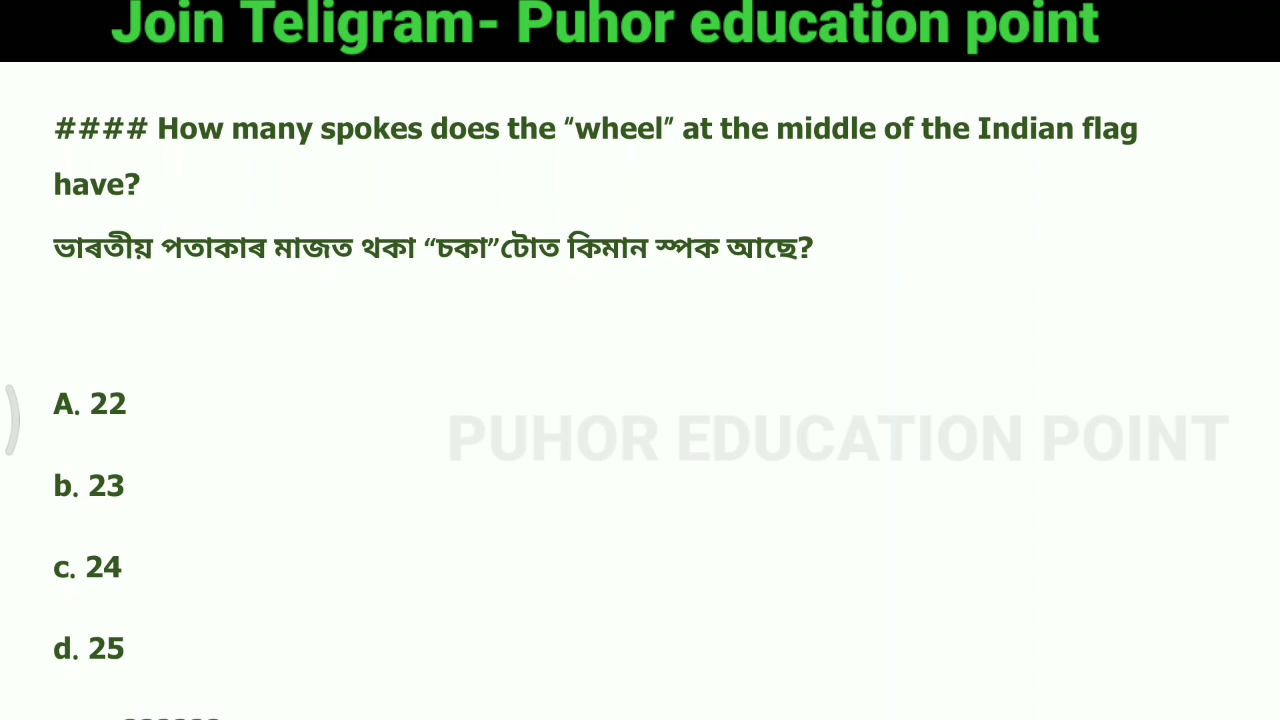 Join Teligram- Puhor education point
#### How many spokes does the “wheel” at the middle of the Indian flag
have?
ভাৰতীয় পতাকাৰ মাজত থকা “চকা”টোত কিমান স্পক আছে?
A. 22
PUHOR EDUCATION POINT
b. 23
c. 24
d. 25